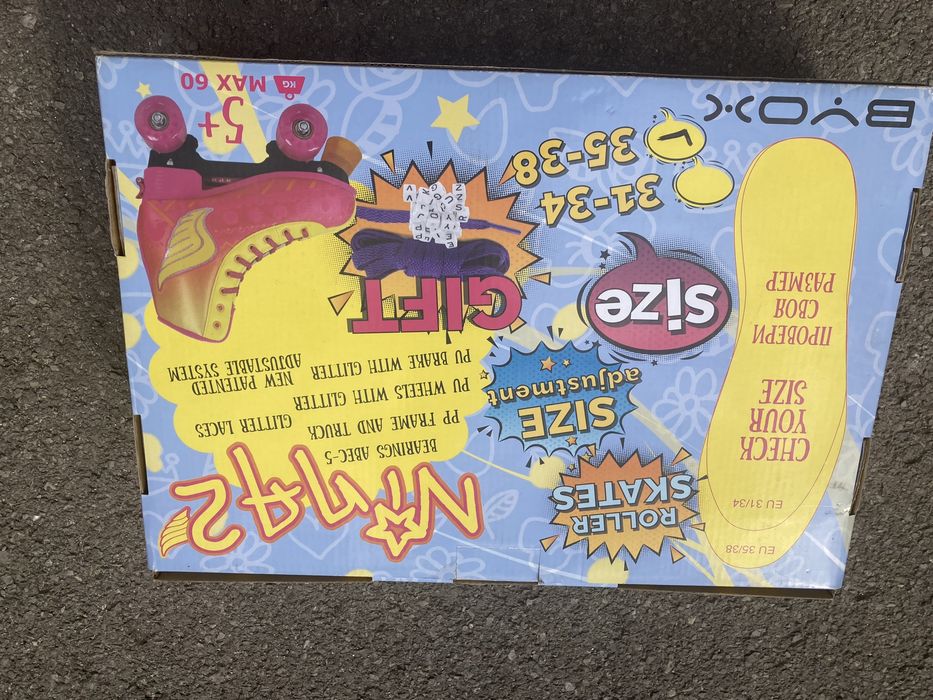 EU 35/38
EU 31/34
CHECK
YOUR
SIZE
ПРОВЕРИ
СВОЯ
РАЗМЕР
BYOX
ROLLER
SKATES
SIZE
adjustment
size
31-34
35-38
NiNA2
BEARINGS ABEC-5
PP FRAME AND TRUCK GLITTER LACES
PU WHEELS WITH GLITTER
PU BRAKE WITH GLITTER NEW PATENTED
ADJUSTABLE SYSTEM
GIFT
5+
KG MAX 60